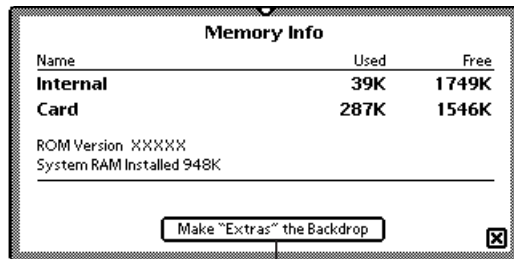 Memory Info
Name Used Free
Internal 39K 1749K
Card 287K 1546K
ROM Version XXXXX
System RAM Installed 948K
Make "Extras" the Backdrop